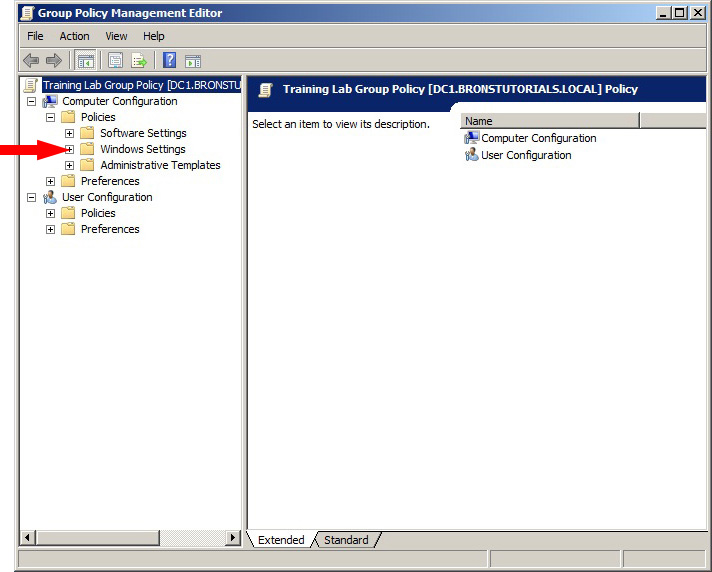 Group Policy Management Editor
File Action View Help
Training Lab Group Policy [DC1.BRONSTU
Computer Configuration
Policies
Software Settings
Windows Settings
Administrative Templates
Preferences
User Configuration
Policies
Preferences
Training Lab Group Policy [DC1.BRONSTUTORIALS.LOCAL] Policy
Select an item to view its description.
Name
Computer Configuration
User Configuration
Extended Standard